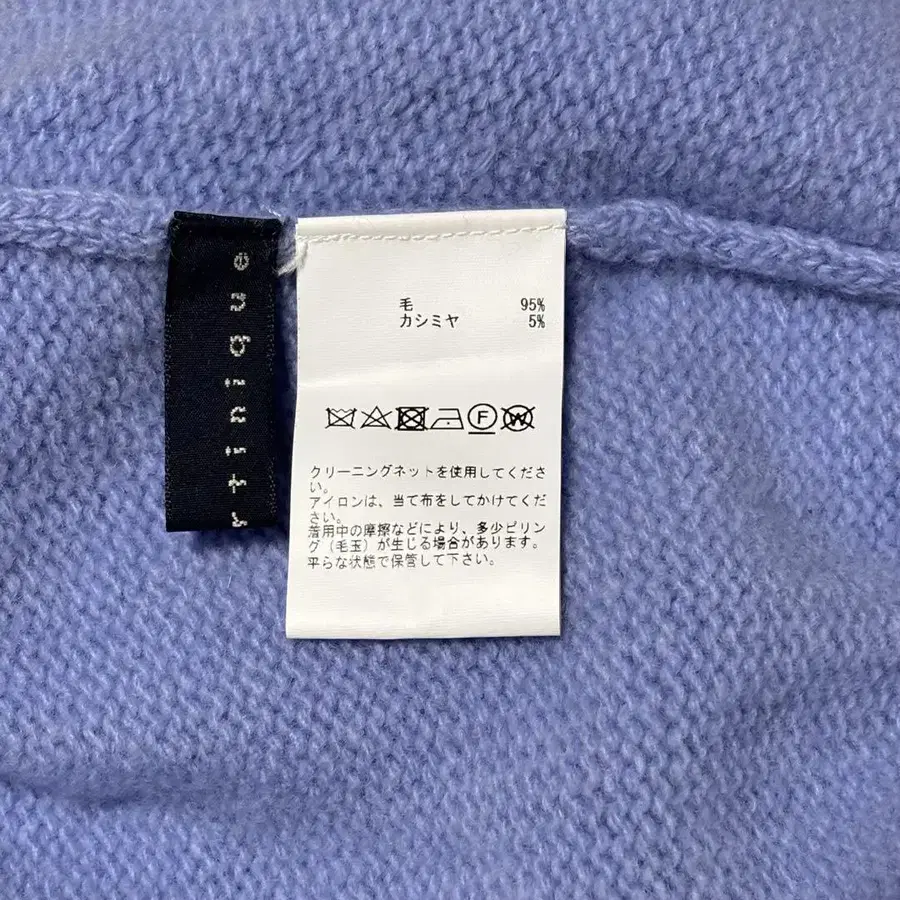 rtinique
毛 95%
カシミヤ 5%
F
W
クリーニングネットを使用してくださ
い。
アイロンは、当て布をしてかけてくだ
さい。
着用中の摩擦などにより、多少ピリン
グ（毛玉）が生じる場合があります。
平らな状態で保管して下さい。